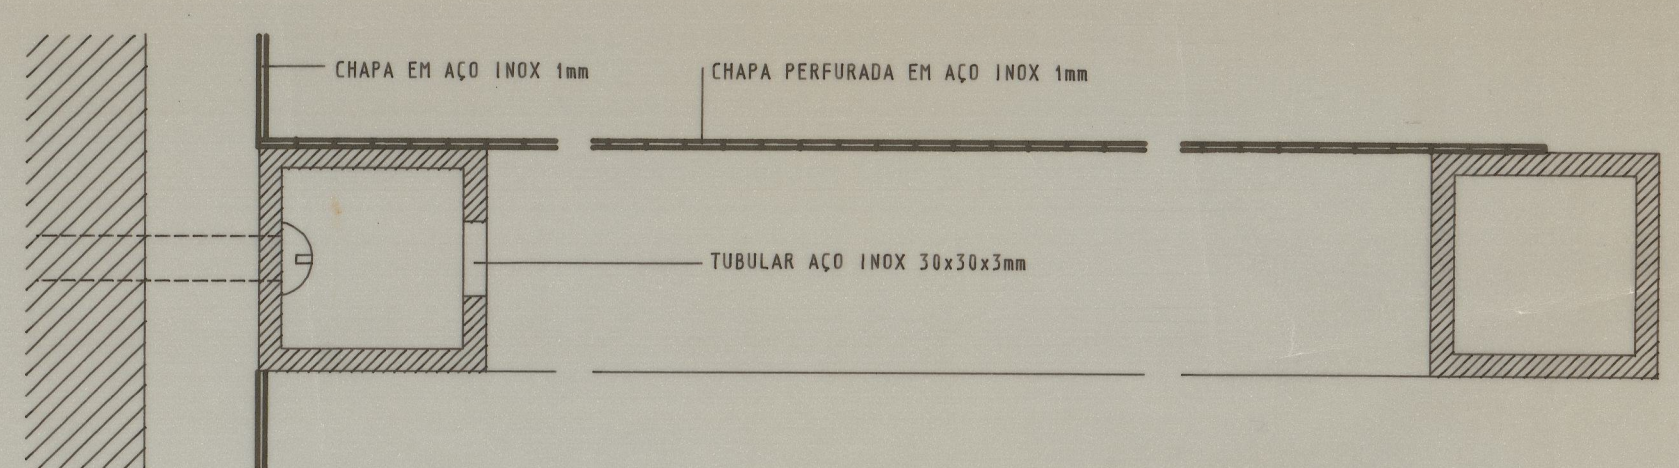 CHAPA EM AÇO INOX 1mm
CHAPA PERFURADA EM AÇO INOX 1mm
TUBULAR AÇO INOX 30x30x3mm